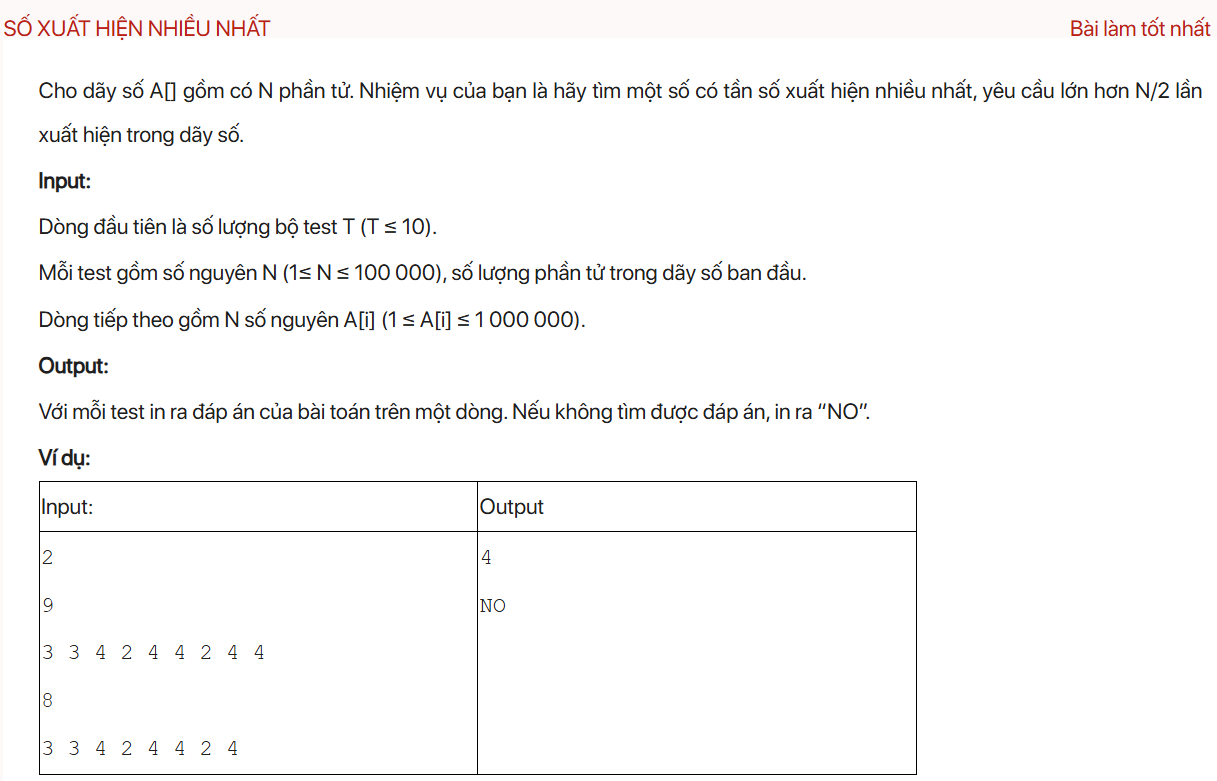 SỐ XUẤT HIỆN NHIỀU NHẤT
Bài làm tốt nhất
Cho dãy số A[] gồm có N phần tử. Nhiệm vụ của bạn là hãy tìm một số có tần số xuất hiện nhiều nhất, yêu cầu lớn hơn N/2 lần
xuất hiện trong dãy số.
Input:
Dòng đầu tiên là số lượng bộ test T (T ≤ 10).
Mỗi test gồm số nguyên N (1≤ N ≤ 100 000), số lượng phần tử trong dãy số ban đầu.
Dòng tiếp theo gồm N số nguyên A[i] (1 ≤ A[i] ≤ 1 000 000).
Output:
Với mỗi test in ra đáp án của bài toán trên một dòng. Nếu không tìm được đáp án, in ra “NO”.
Ví dụ:
Input:
Output
2
9
3 3 4 2 4 4 2 4 4
8
3 3 4 2 4 4 2 4
4
NO